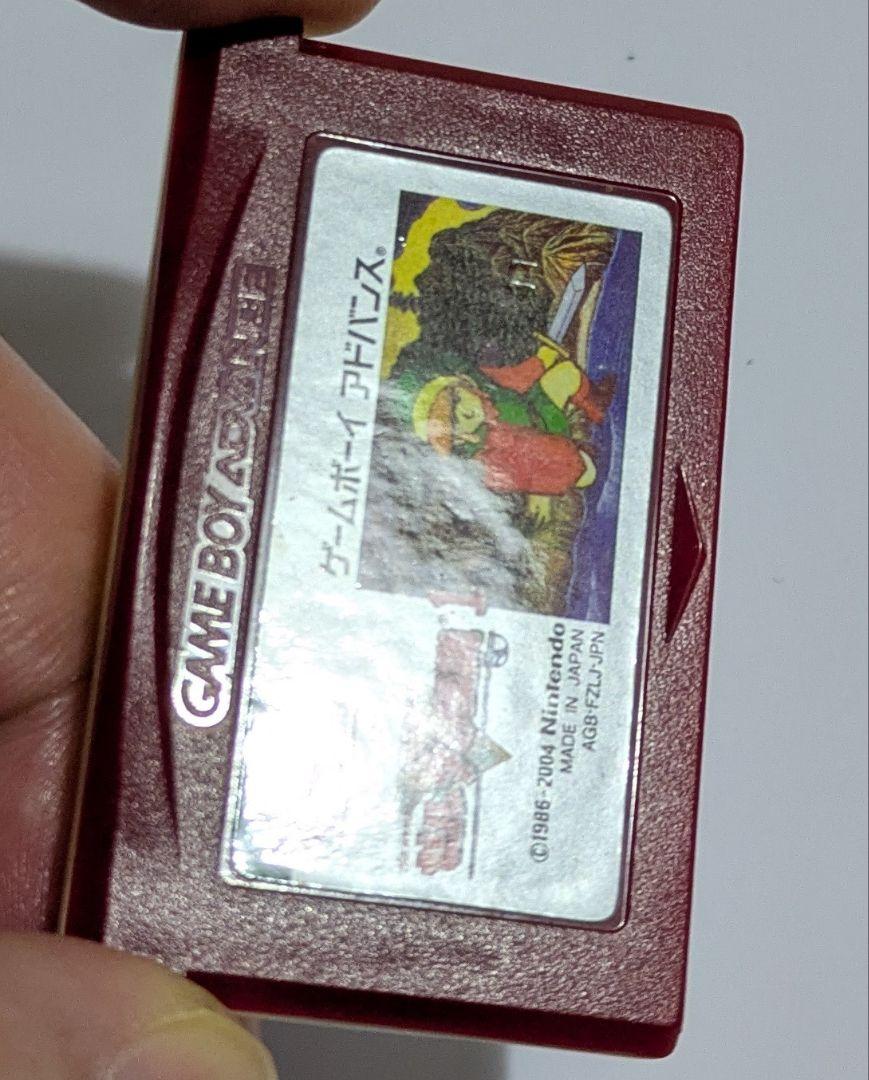 GAME BOY ADVANCE
ゲームボーイ アドバンス®
1
©1986-2004 Nintendo
MADE IN JAPAN
AGB-FZLJ-JPN